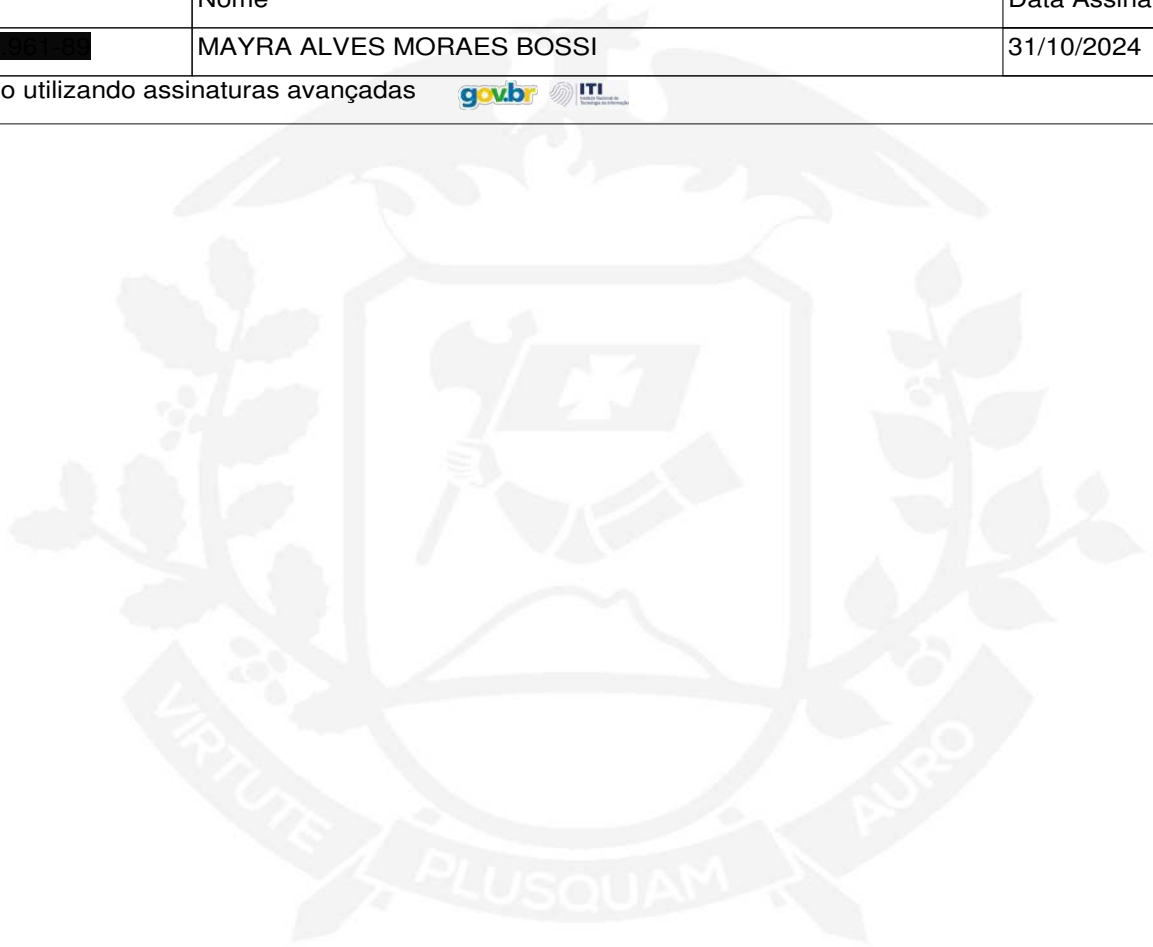 Nome Data Assina
MAYRA ALVES MORAES BOSSI 31/10/2024
o utilizando assinaturas avançadas gov.br ITI
VIRTUTE PLUSQUAM AURO